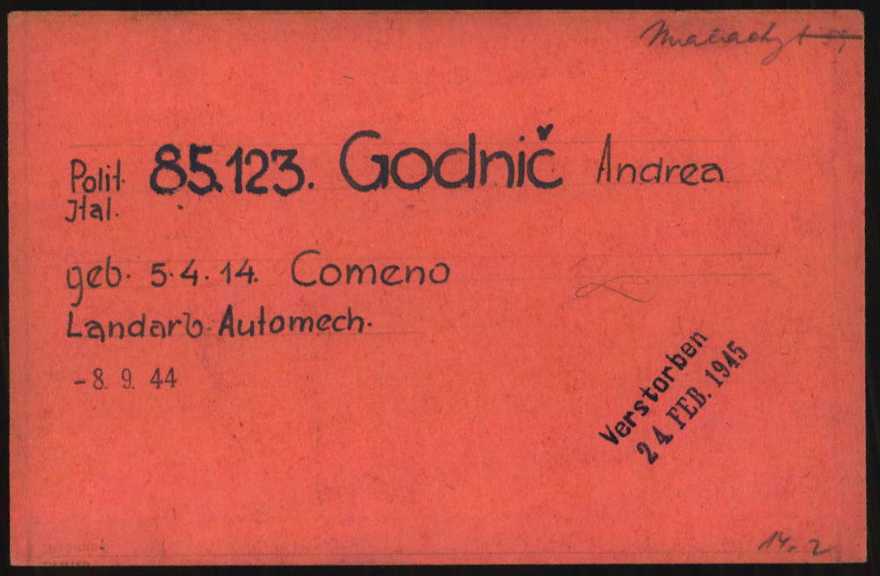 Polit. 85.123. Godnič Andrea
Ital.
geb. 5.4.14. Comeno
Landarb. Automech.
- 8. 9. 44
Verstorben
24. FEB. 1945
14. 2